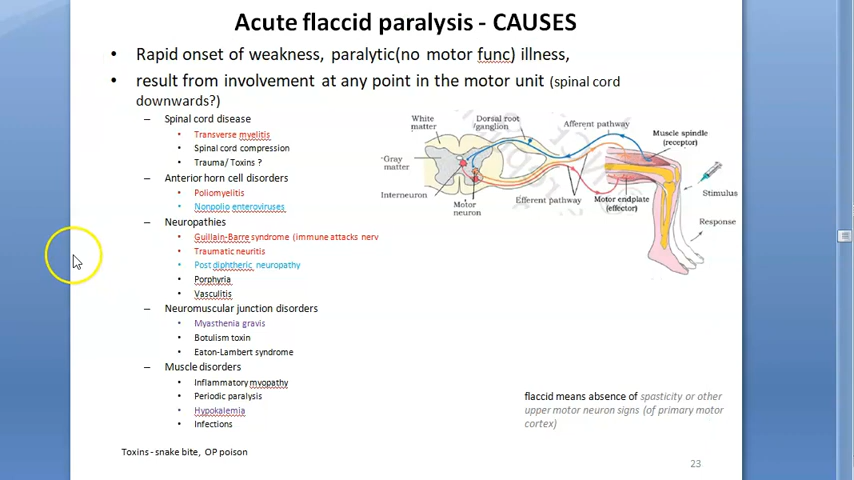 Acute flaccid paralysis - CAUSES
• Rapid onset of weakness, paralytic(no motor func) illness,
• result from involvement at any point in the motor unit (spinal cord
downwards?)
– Spinal cord disease
• Transverse myelitis
• Spinal cord compression
• Trauma/ Toxins ?
– Anterior horn cell disorders
• Poliomyelitis
• Nonpolio enteroviruses
– Neuropathies
• Guillain-Barre syndrome (immune attacks nerv
• Traumatic neuritis
• Post diphtheric neuropathy
• Porphyria
• Vasculitis
– Neuromuscular junction disorders
• Myasthenia gravis
• Botulism toxin
• Eaton-Lambert syndrome
– Muscle disorders
• Inflammatory myopathy
• Periodic paralysis
• Hypokalemia
• Infections
Toxins - snake bite, OP poison
White
matter
Dorsal root
/ganglion
Afferent pathway
Muscle spindle
(receptor)
Gray
matter
Interneuron
Motor
neuron
Efferent pathway
Motor endplate
(effector)
Stimulus
Response
flaccid means absence of spasticity or other
upper motor neuron signs (of primary motor
cortex)
23